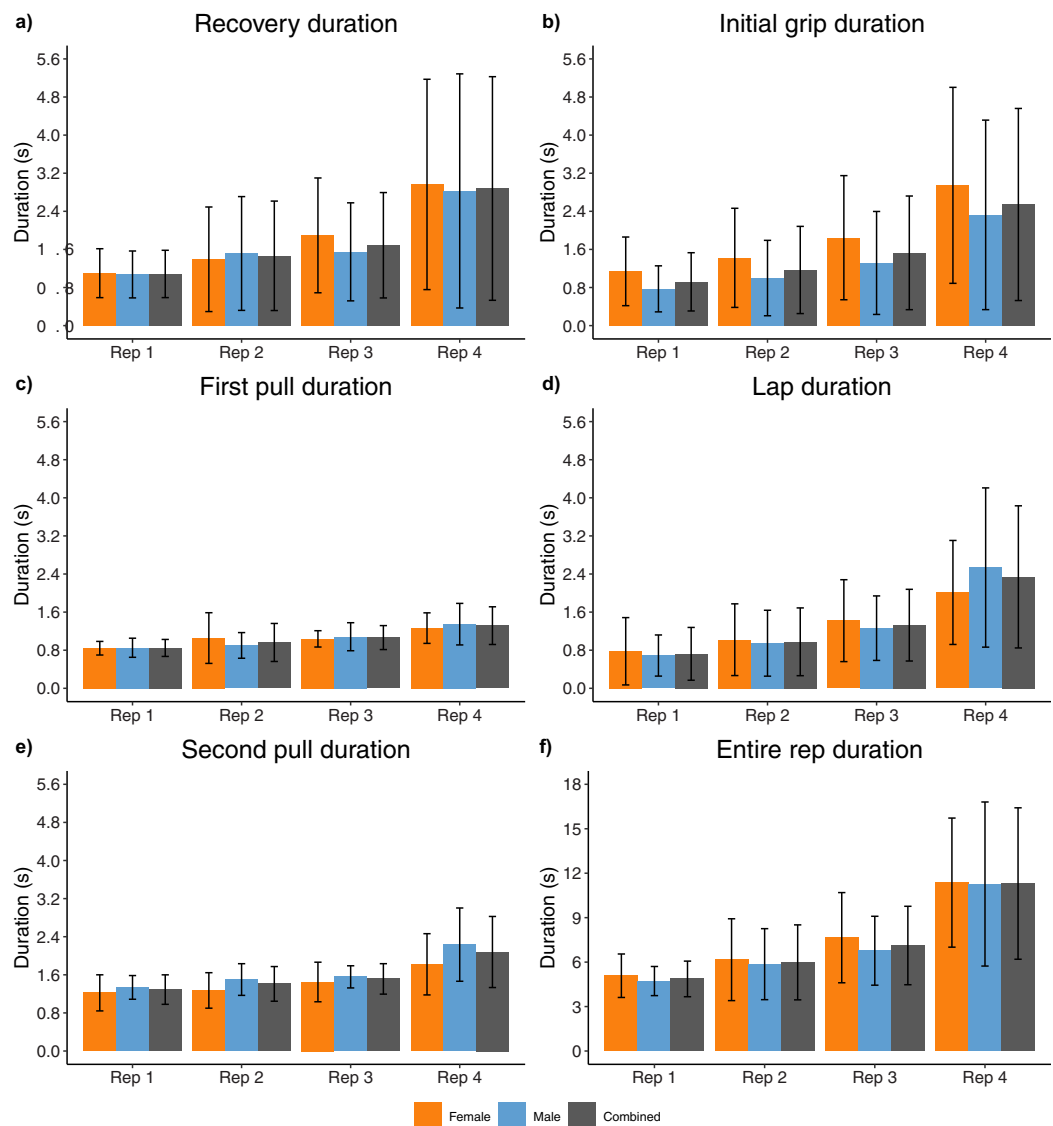 a) Recovery duration
5.6
4.8
4.0
3.2
2.4
1 . 6
0 . 8
0 . 0
Duration (s)
Rep 1 Rep 2 Rep 3 Rep 4
b) Initial grip duration
5.6
4.8
4.0
3.2
2.4
1.6
0.8
0.0
Duration (s)
Rep 1 Rep 2 Rep 3 Rep 4
c) First pull duration
5.6
4.8
4.0
3.2
2.4
1.6
0.8
0.0
Duration (s)
Rep 1 Rep 2 Rep 3 Rep 4
d) Lap duration
5.6
4.8
4.0
3.2
2.4
1.6
0.8
0.0
Duration (s)
Rep 1 Rep 2 Rep 3 Rep 4
e) Second pull duration
5.6
4.8
4.0
3.2
2.4
1.6
0.8
0.0
Duration (s)
Rep 1 Rep 2 Rep 3 Rep 4
f) Entire rep duration
18
15
12
9
6
3
0
Duration (s)
Rep 1 Rep 2 Rep 3 Rep 4
Female Male Combined